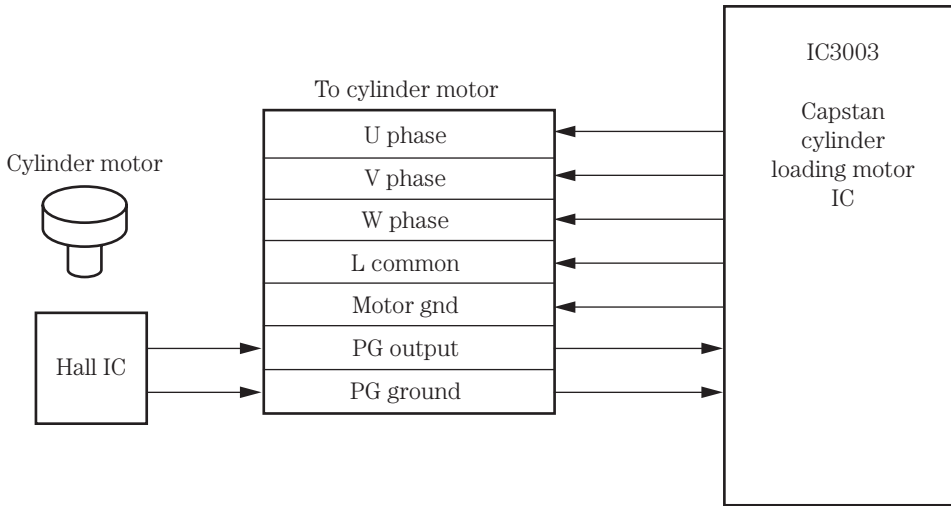 IC3003
Capstan
cylinder
loading motor
IC
To cylinder motor
U phase
V phase
W phase
L common
Motor gnd
PG output
PG ground
Cylinder motor
Hall IC